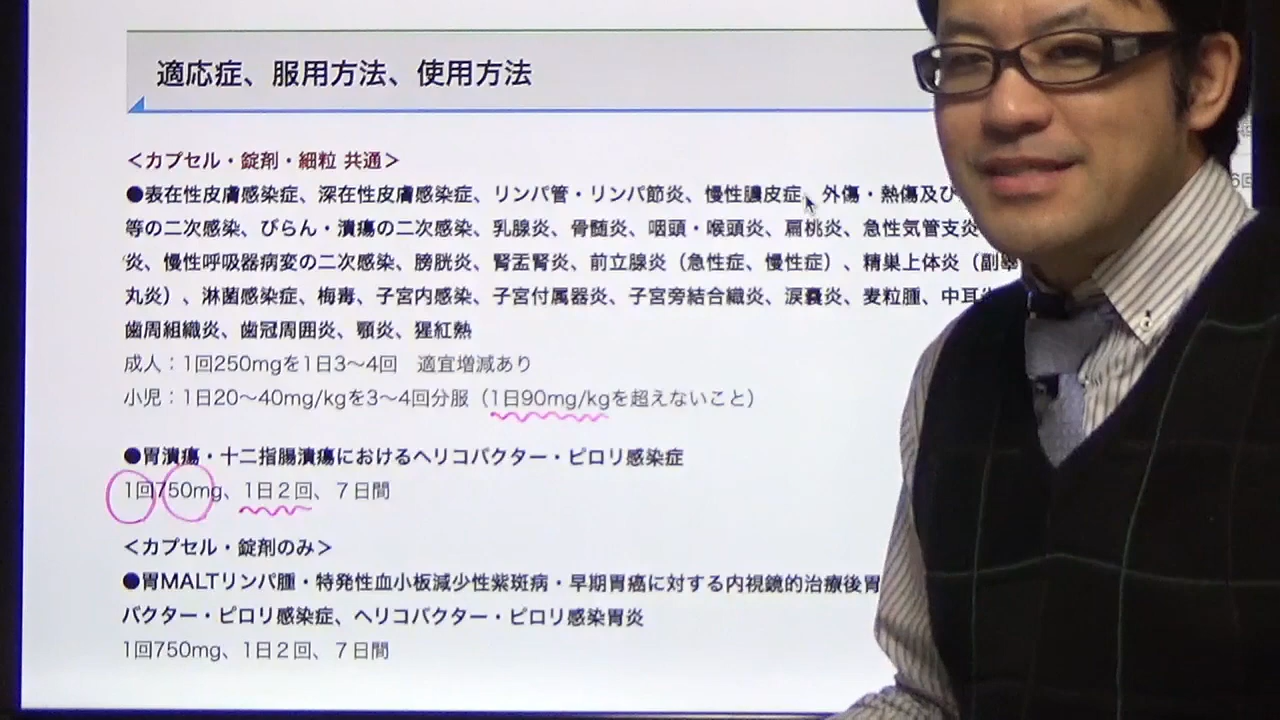 適応症、服用方法、使用方法
＜カプセル・錠剤・細粒 共通＞
●表在性皮膚感染症、深在性皮膚感染症、リンパ管・リンパ節炎、慢性膿皮症、外傷・熱傷及び
等の二次感染、びらん・潰瘍の二次感染、乳腺炎、骨髄炎、咽頭・喉頭炎、扁桃炎、急性気管支炎
炎、慢性呼吸器病変の二次感染、膀胱炎、腎盂腎炎、前立腺炎（急性症、慢性症）、精巣上体炎（副睾
丸炎）、淋菌感染症、梅毒、子宮内感染、子宮付属器炎、子宮旁結合織炎、涙嚢炎、麦粒腫、中耳
歯周組織炎、歯冠周囲炎、顎炎、猩紅熱
成人：1回250mgを1日3〜4回　適宜増減あり
小児：1日20〜40mg/kgを3〜4回分服（1日90mg/kgを超えないこと）
●胃潰瘍・十二指腸潰瘍におけるヘリコバクター・ピロリ感染症
1回750mg、1日２回、７日間
＜カプセル・錠剤のみ＞
●胃MALTリンパ腫・特発性血小板減少性紫斑病・早期胃癌に対する内視鏡的治療後胃
バクター・ピロリ感染症、ヘリコバクター・ピロリ感染胃炎
1回750mg、1日２回、７日間